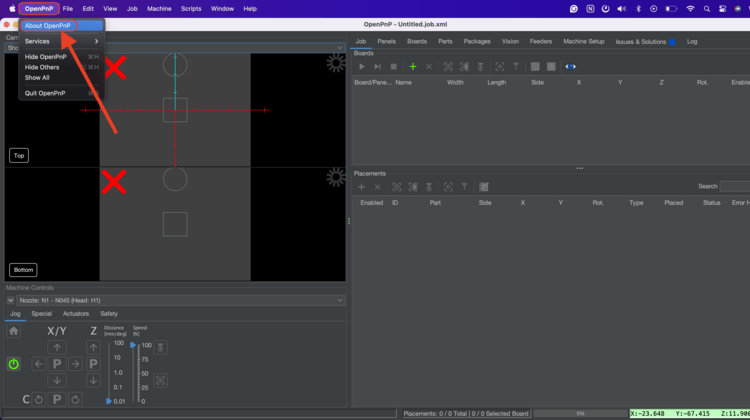 OpenPnP File Edit View Job Machine Scripts Window Help
OpenPnP - Untitled.job.xml
About OpenPnP
Services
Hide OpenPnP ⌘H
Hide Others
Show All
Quit OpenPnP
Top
Bottom
Machine Controls
Nozzle: N1 - N045 (Head: H1)
Jog Special Actuators Safety
X/Y Z Distance [mm/deg] Speed [%]
100 100
10 75
1.0 50
0.1 25
0.01 0
P P
C P
Job Panels Boards Parts Packages Vision Feeders Machine Setup Issues & Solutions Log
Boards
Board/Pane... Name Width Length Side X Y Z Rot. Enable
Placements
Search
Enabled ID Part Side X Y Rot. Type Placed Status Error H
Placements: 0 / 0 Total | 0 / 0 Selected Board 0% X:-23.648 Y:-67.415 Z:11.906